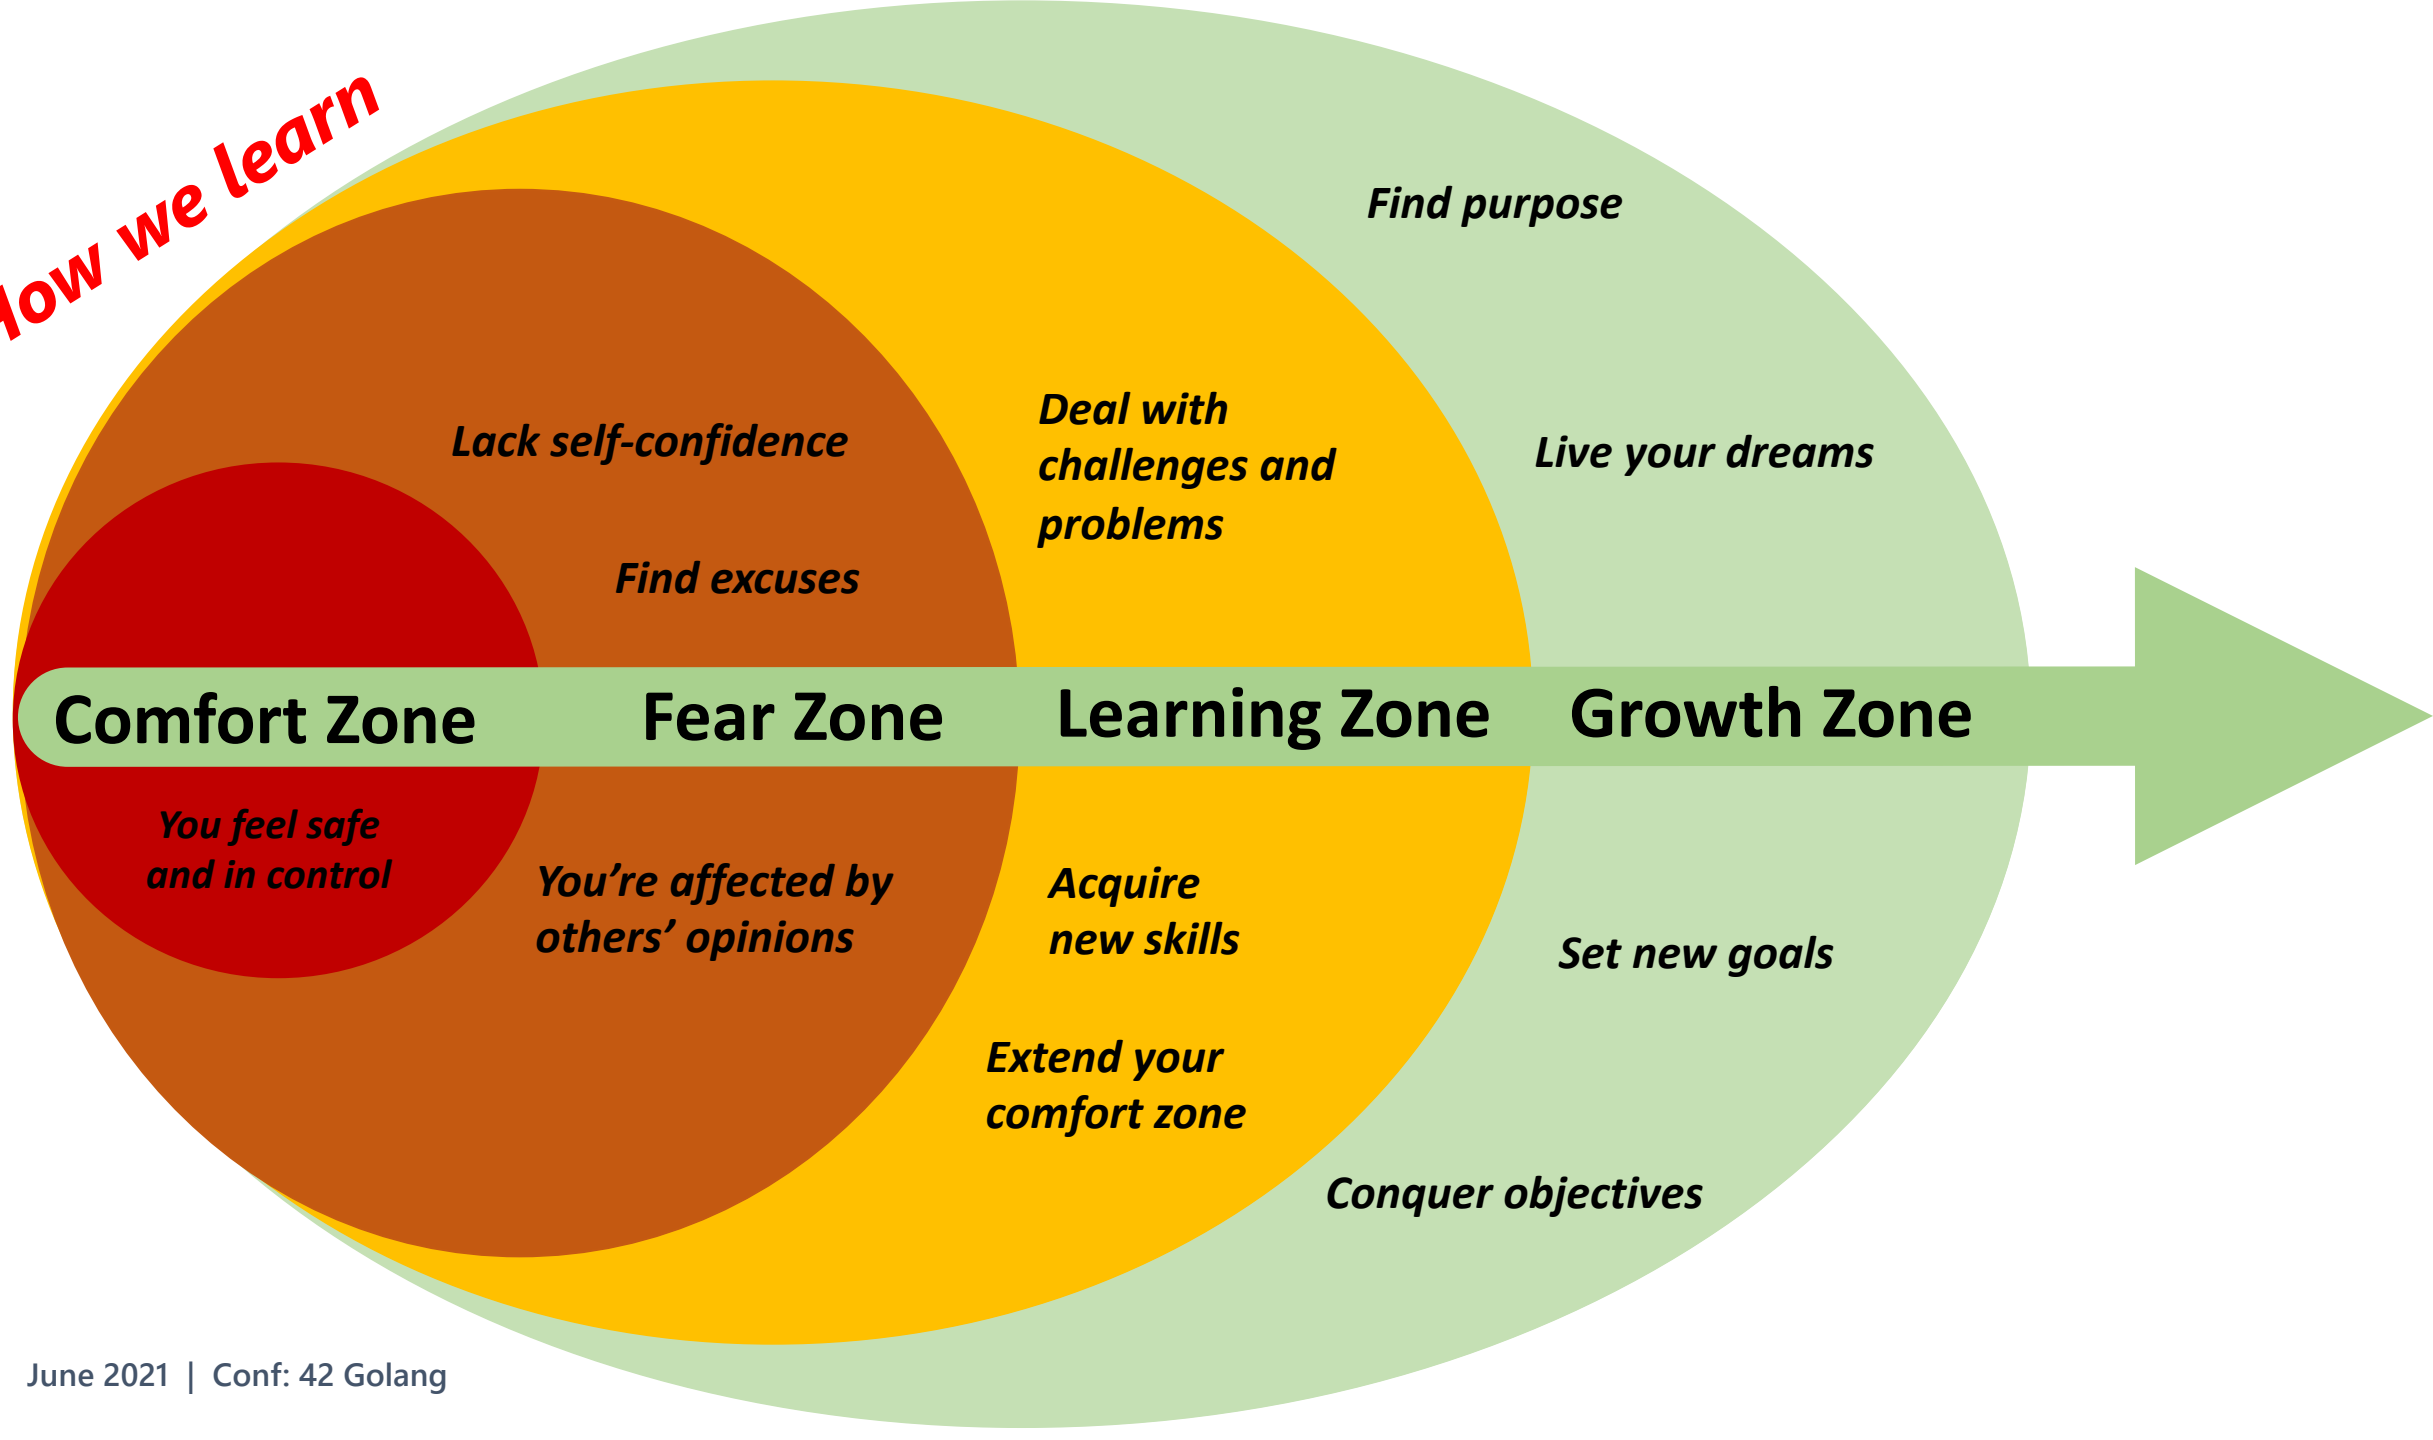 How we learn
Find purpose
Deal with
challenges and
problems
Lack self-confidence
Live your dreams
Find excuses
Comfort Zone
Fear Zone
Learning Zone
Growth Zone
You feel safe
and in control
You’re affected by
others’ opinions
Acquire
new skills
Set new goals
Extend your
comfort zone
Conquer objectives
June 2021 | Conf: 42 Golang